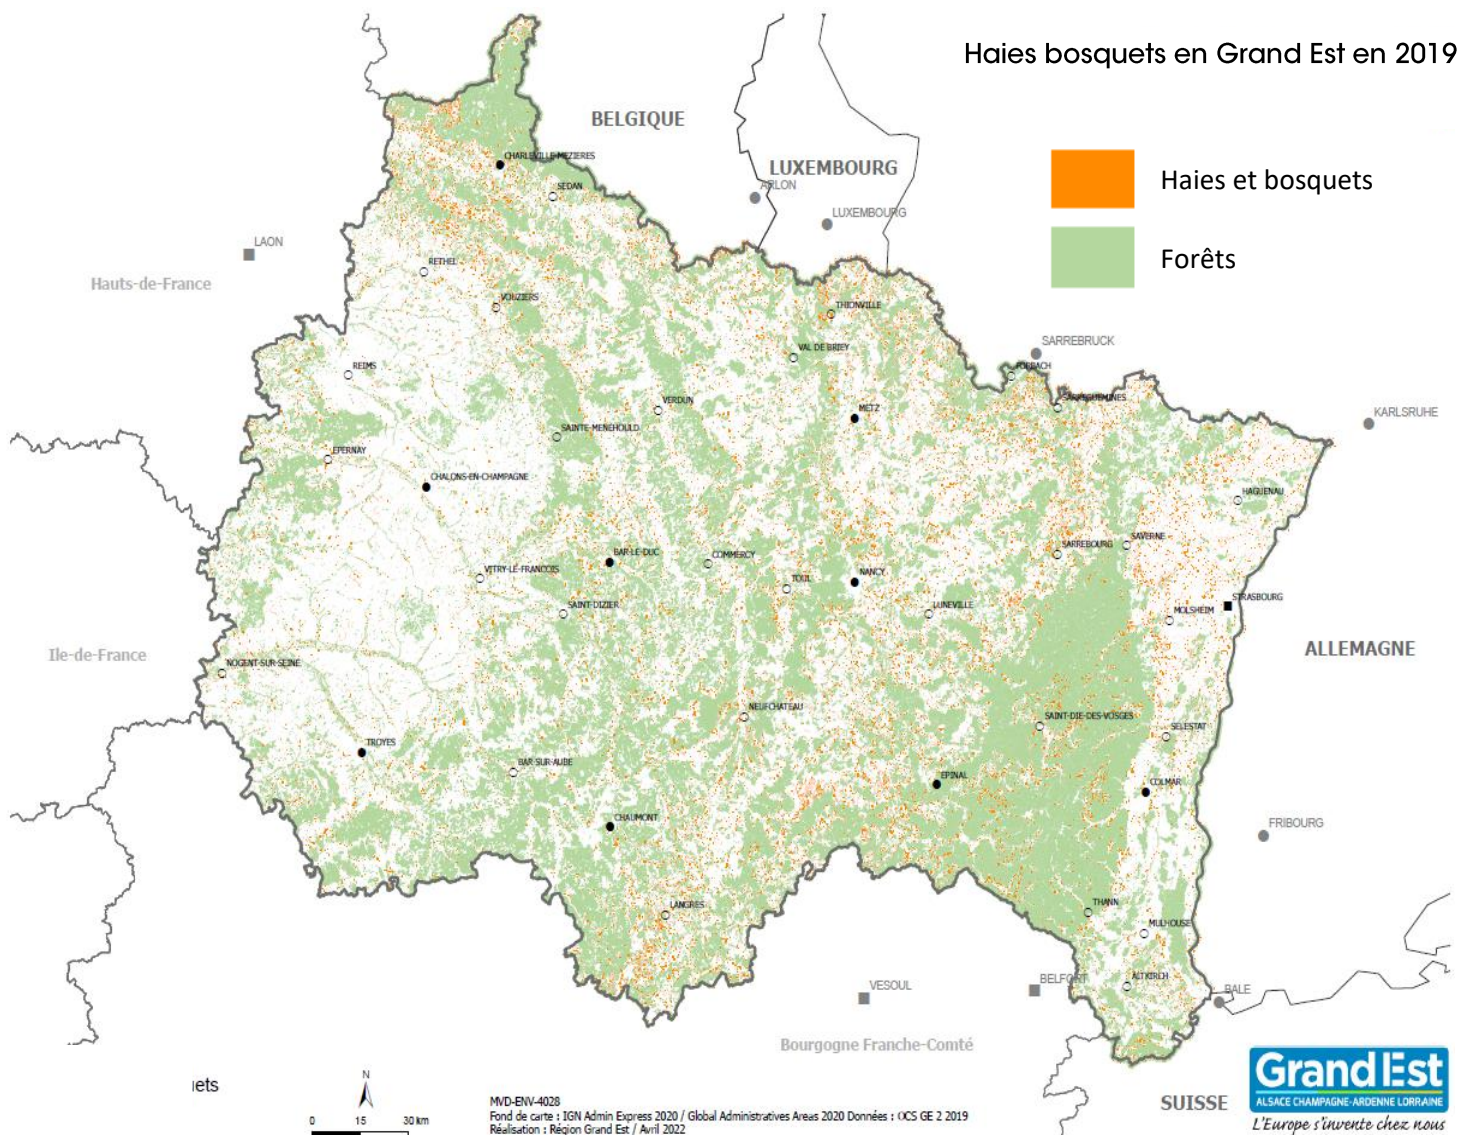 Haies bosquets en Grand Est en 2019
BELGIQUE
CHARLEVILLE-MEZIERES
LUXEMBOURG
Haies et bosquets
SEDAN
ARLON
LUXEMBOURG
LAON
Forêts
RETHEL
Hauts-de-France
VOUZIERS
THIONVILLE
SARREBRUCK
VAL DE BRIEY
REIMS
FORBACH
SARREGUEMINES
VERDUN
METZ
KARLSRUHE
SAINTE-MENEHOULD
EPERNAY
CHALONS-EN-CHAMPAGNE
HAGUENAU
SAVERNE
SARREBOURG
BAR-LE-DUC
COMMERCY
VITRY-LE-FRANCOIS
TOUL
NANCY
STRASBOURG
SAINT-DIZIER
LUNEVILLE
MOLSHEIM
ALLEMAGNE
Ile-de-France
NOGENT-SUR-SEINE
NEUFCHATEAU
SAINT-DIE-DES-VOSGES
SELESTAT
TROYES
BAR-SUR-AUBE
EPINAL
COLMAR
CHAUMONT
FRIBOURG
LANGRES
THANN
MULHOUSE
ALTKIRCH
VESOUL
BELFORT
BALE
Bourgogne Franche-Comté
N
ets
0 15 30 km
MVD-ENV-4028
Fond de carte : IGN Admin Express 2020 / Global Administratives Areas 2020 Données : OCS GE 2 2019
Réalisation : Région Grand Est / Avril 2022
SUISSE
Grand Est
ALSACE CHAMPAGNE-ARDENNE LORRAINE
L'Europe s'invente chez nous